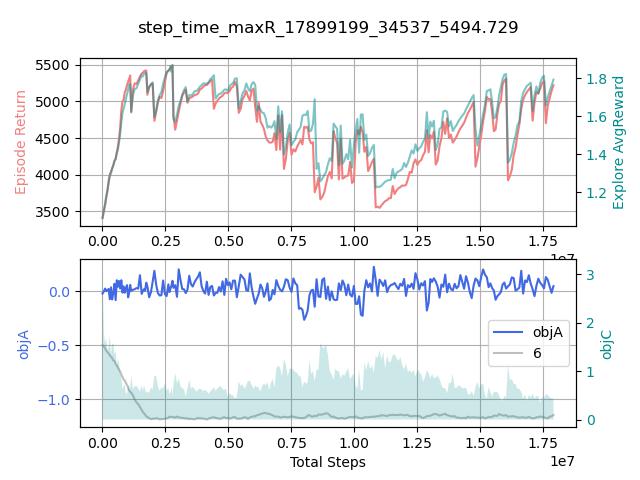 step_time_maxR_17899199_34537_5494.729
5500
5000
4500
4000
3500
Episode Return
1.8
1.6
1.4
1.2
Explore AvgReward
0.00 0.25 0.50 0.75 1.00 1.25 1.50 1.75
1e7
0.0
−0.5
−1.0
objA
3
2
1
0
objC
objA
6
0.00 0.25 0.50 0.75 1.00 1.25 1.50 1.75
Total Steps
1e7